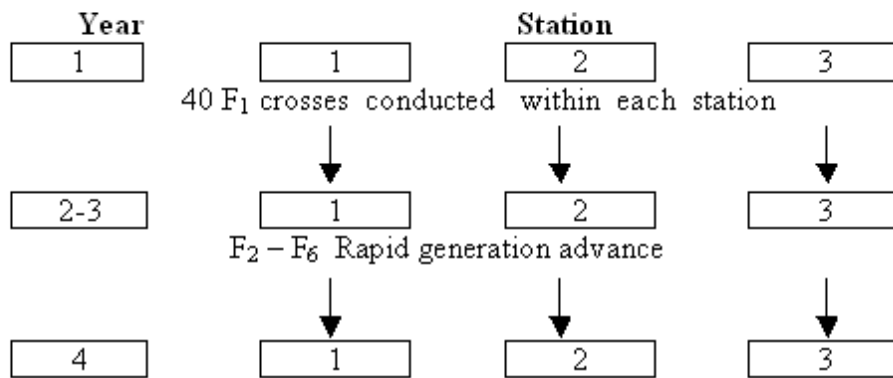 Year Station
1 1 2 3
40 F₁ crosses conducted within each station
2-3 1 2 3
F₂ – F₆ Rapid generation advance
4 1 2 3